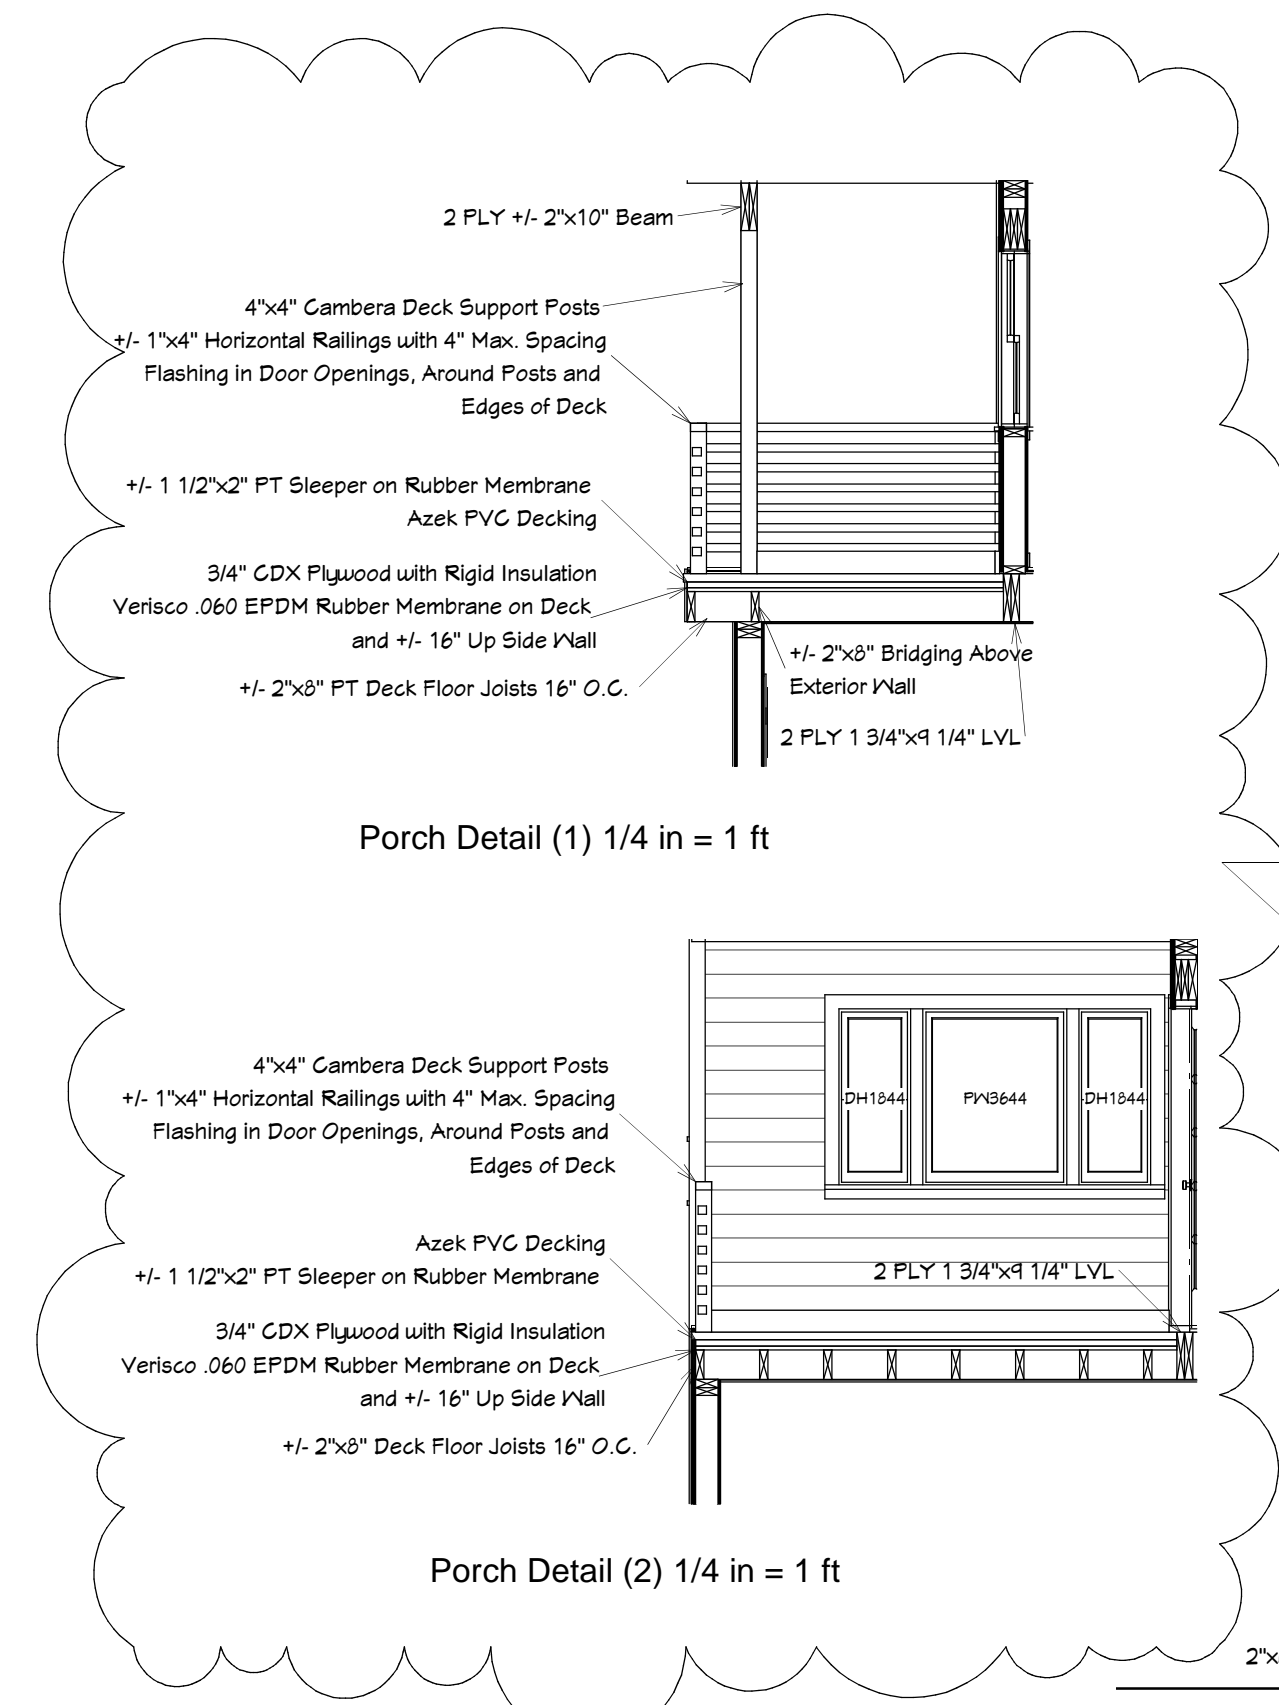 2 PLY +/- 2"x10" Beam
4"x4" Cambera Deck Support Posts
+/- 1"x4" Horizontal Railings with 4" Max. Spacing
Flashing in Door Openings, Around Posts and
Edges of Deck
+/- 1 1/2"x2" PT Sleeper on Rubber Membrane
Azek PVC Decking
3/4" CDX Plywood with Rigid Insulation
Verisco .060 EPDM Rubber Membrane on Deck
and +/- 16" Up Side Wall
+/- 2"x8" PT Deck Floor Joists 16" O.C.
+/- 2"x8" Bridging Above
Exterior Wall
2 PLY 1 3/4"x9 1/4" LVL
Porch Detail (1) 1/4 in = 1 ft
4"x4" Cambera Deck Support Posts
+/- 1"x4" Horizontal Railings with 4" Max. Spacing
Flashing in Door Openings, Around Posts and
Edges of Deck
DH1844
PW3644
DH1844
Azek PVC Decking
+/- 1 1/2"x2" PT Sleeper on Rubber Membrane
2 PLY 1 3/4"x9 1/4" LVL
3/4" CDX Plywood with Rigid Insulation
Verisco .060 EPDM Rubber Membrane on Deck
and +/- 16" Up Side Wall
+/- 2"x8" Deck Floor Joists 16" O.C.
Porch Detail (2) 1/4 in = 1 ft
2"x